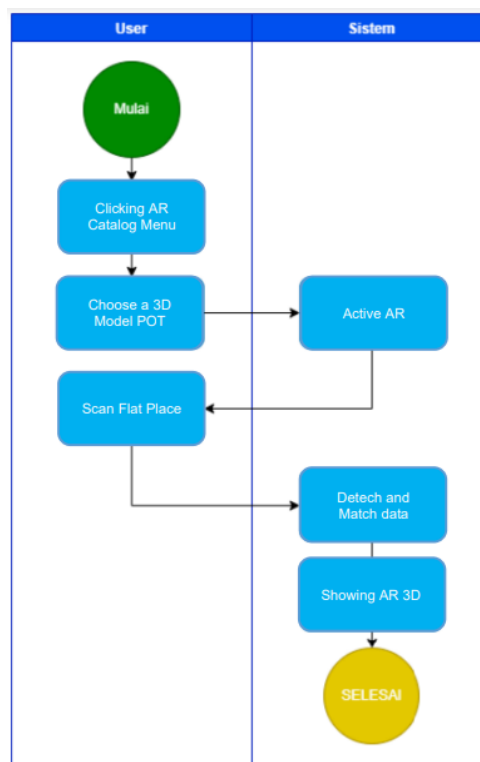 User
Sistem
Mulai
Clicking AR
Catalog Menu
Choose a 3D
Model POT
Active AR
Scan Flat Place
Detech and
Match data
Showing AR 3D
SELESAI